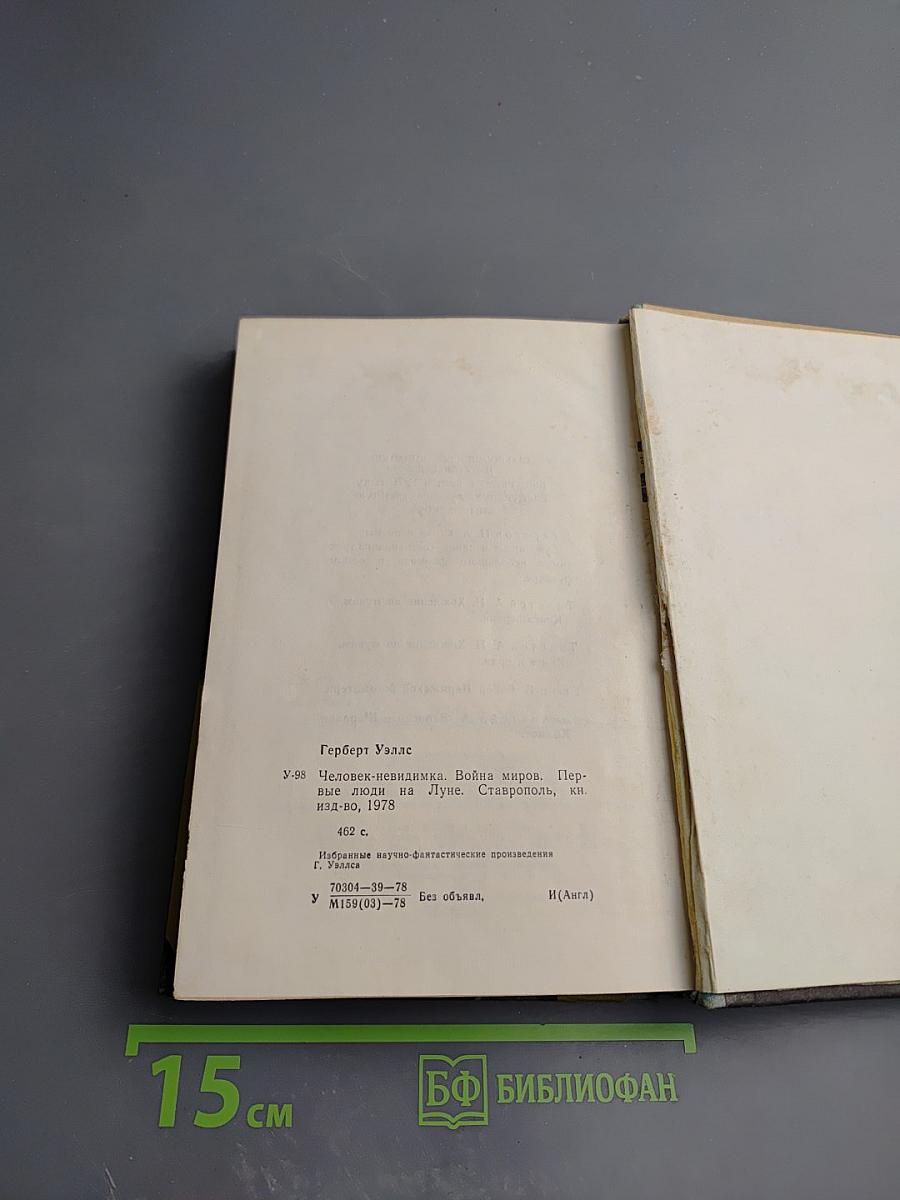 Герберт Уэллс
У-98 Человек-невидимка. Война миров. Пер-
вые люди на Луне. Ставрополь, кн.
изд-во, 1978
462 с.
Избранные научно-фантастические произведения
Г. Уэллса
У 70304—39—78 Без объявл, И(Англ)
М159(03)—78
15 см
БФ БИБЛИОФАН